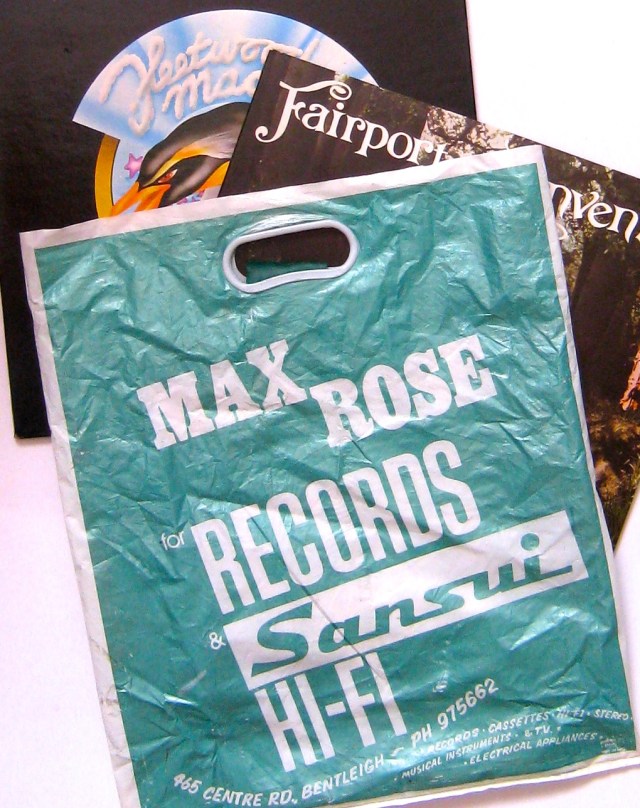 Fleetwood
Mac
Fairport
MAX
ROSE
for RECORDS
& Sansui
HI-FI
465 CENTRE RD., BENTLEIGH – PH 975662
RECORDS · CASSETTES · HI-FI · STEREO
MUSICAL INSTRUMENTS · & T.V. ·
· ELECTRICAL APPLIANCES ·